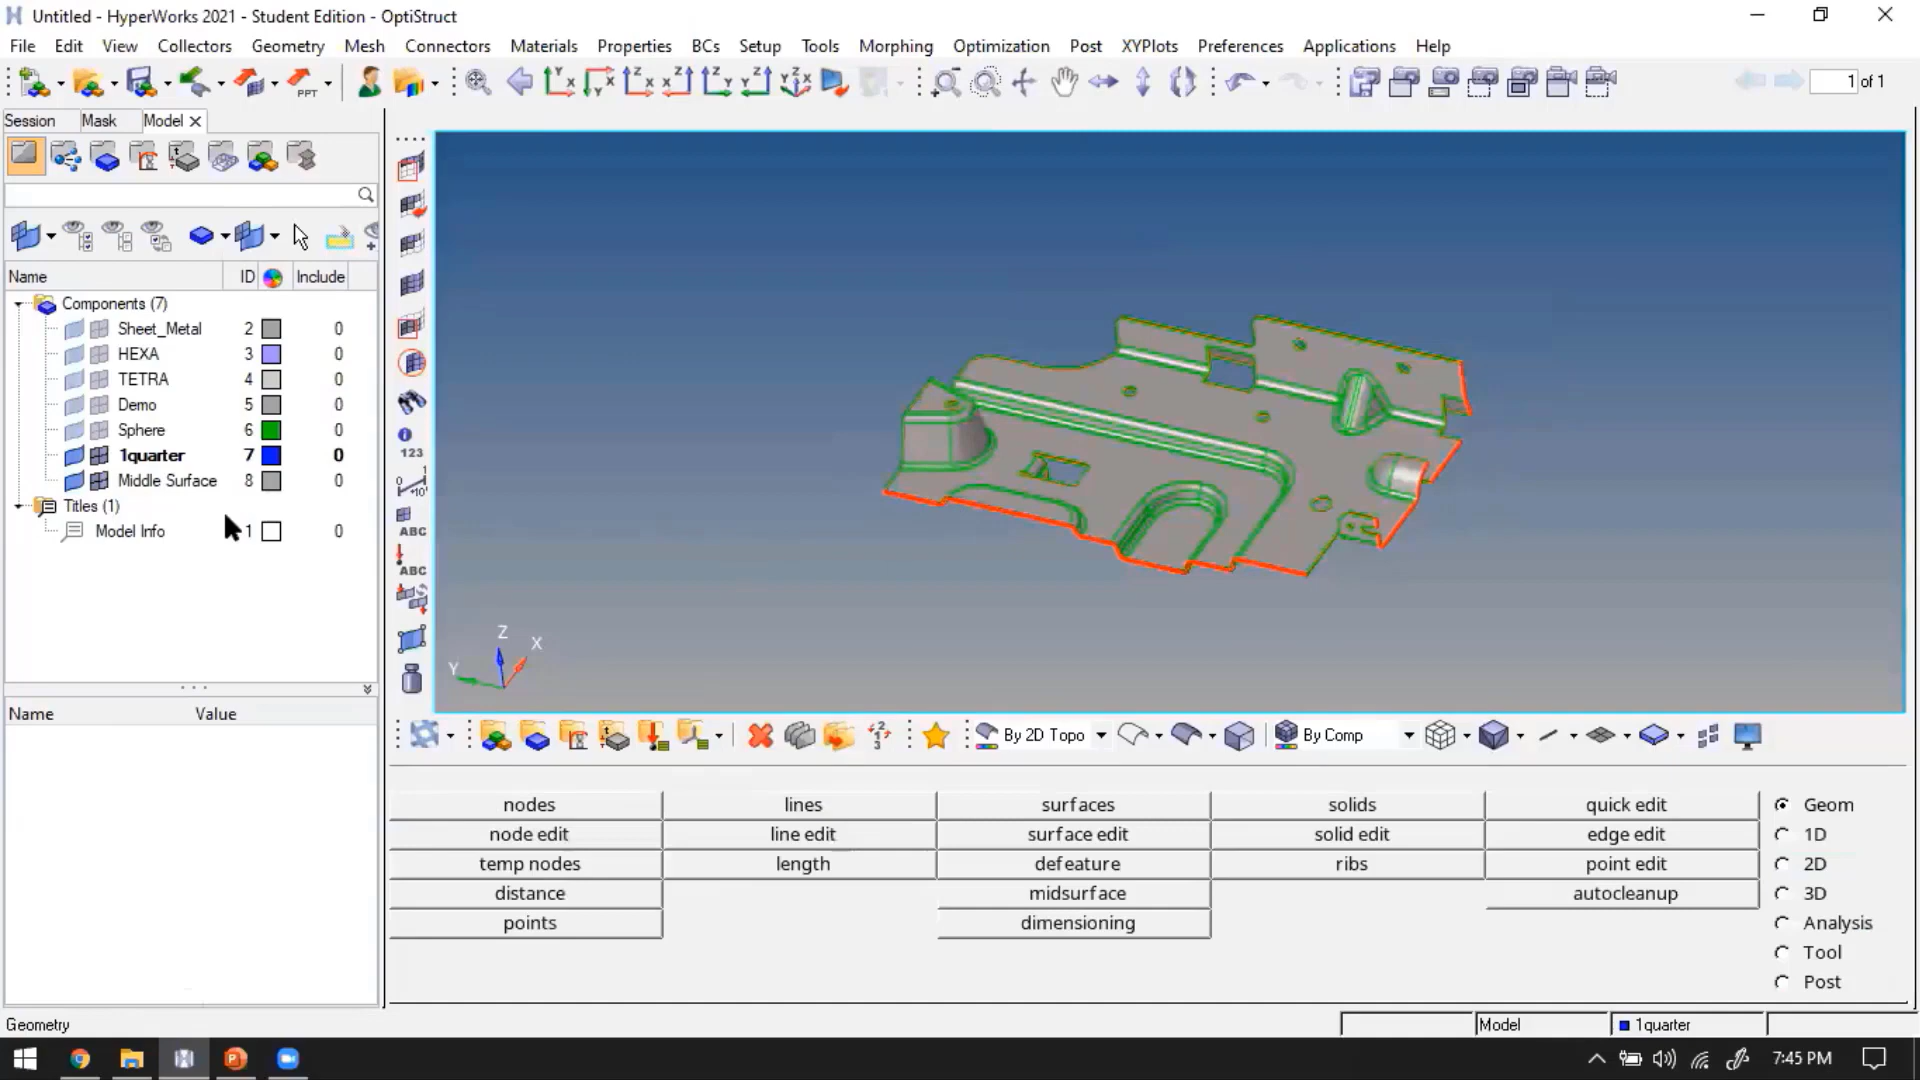 Untitled - HyperWorks 2021 - Student Edition - OptiStruct
File Edit View Collectors Geometry Mesh Connectors Materials Properties BCs Setup Tools Morphing Optimization Post XYPlots Preferences Applications Help
PPT
1 of 1
Session Mask Model
Name ID Include
Components (7)
Sheet_Metal 2 0
HEXA 3 0
TETRA 4 0
Demo 5 0
Sphere 6 0
1quarter 7 0
Middle Surface 8 0
Titles (1)
Model Info 1 0
123
ABC
ABC
Z
X
Y
Name Value
By 2D Topo By Comp
nodes lines surfaces solids quick edit Geom
node edit line edit surface edit solid edit edge edit 1D
temp nodes length defeature ribs point edit 2D
distance midsurface autocleanup 3D
points dimensioning Analysis
Tool
Post
Geometry Model 1quarter
7:45 PM